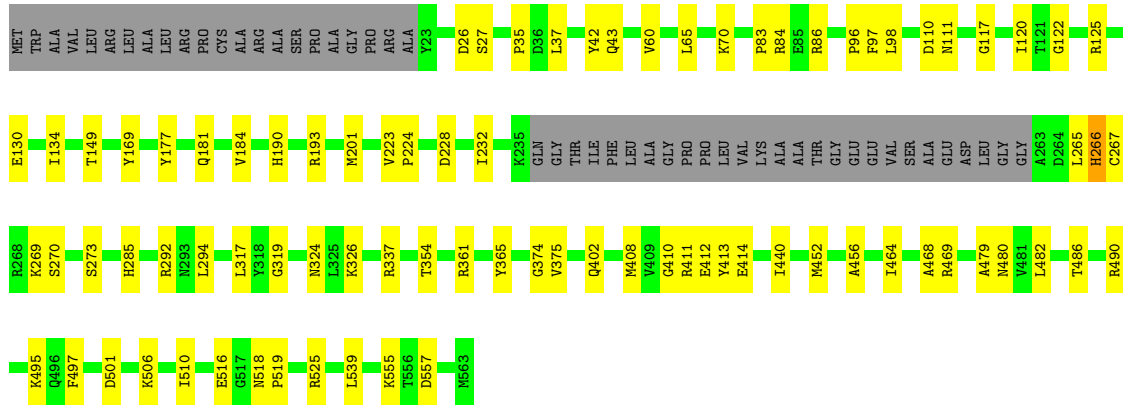 MET TRP ALA VAL LEU ARG LEU ALA LEU ARG PRO CYS ALA ARG ALA SER PRO ALA GLY PRO ARG ALA Y23 D26 S27 P35 D36 L37 Y42 Q43 V60 L65 K70 P83 R84 E85 R86 P96 F97 L98 D110 N111 G117 I120 T121 G122 R125
E130 I134 T149 Y169 Y177 Q181 V184 H190 R193 M201 V223 P224 D228 I232 K235 GLN GLY THR ILE PHE LEU ALA GLY PRO PRO LEU VAL LYS ALA ALA THR GLY GLU GLU VAL SER ALA GLU ASP LEU GLY GLY A263 D264 L265 H266 C267
R268 K269 S270 S273 H285 R292 N293 L294 L317 Y318 G319 N324 L325 K326 R337 T354 R361 Y365 G374 V375 Q402 M408 V409 G410 R411 E412 Y413 E414 I440 M452 A456 I464 A468 R469 A479 N480 V481 L482 T486 R490
K495 Q496 F497 D501 K506 I510 E516 G517 N518 P519 R525 L539 K555 T556 D557 M563